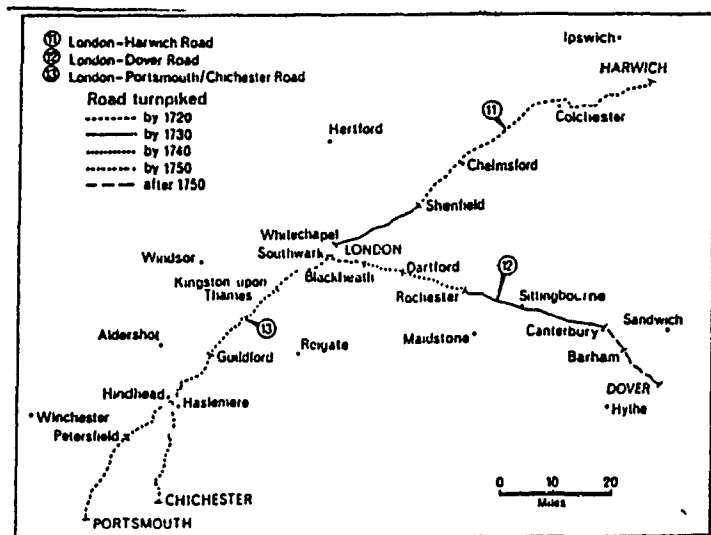 ⑪ London-Harwich Road
⑫ London-Dover Road
⑬ London-Portsmouth/Chichester Road
Road turnpiked
by 1720
by 1730
by 1740
by 1750
after 1750
Ipswich
HARWICH
⑪
Colchester
Hertford
Chelmsford
Shenfield
Whitechapel
Southwark
LONDON
Windsor
Blackheath
Dartford
⑫
Kingston upon
Thames
Rochester
Sittingbourne
⑬
Aldershot
Reigate
Maidstone
Canterbury
Sandwich
Guildford
Barham
Hindhead
Haslemere
DOVER
Winchester
Hythe
Petersfield
CHICHESTER
PORTSMOUTH
0 10 20
Miles